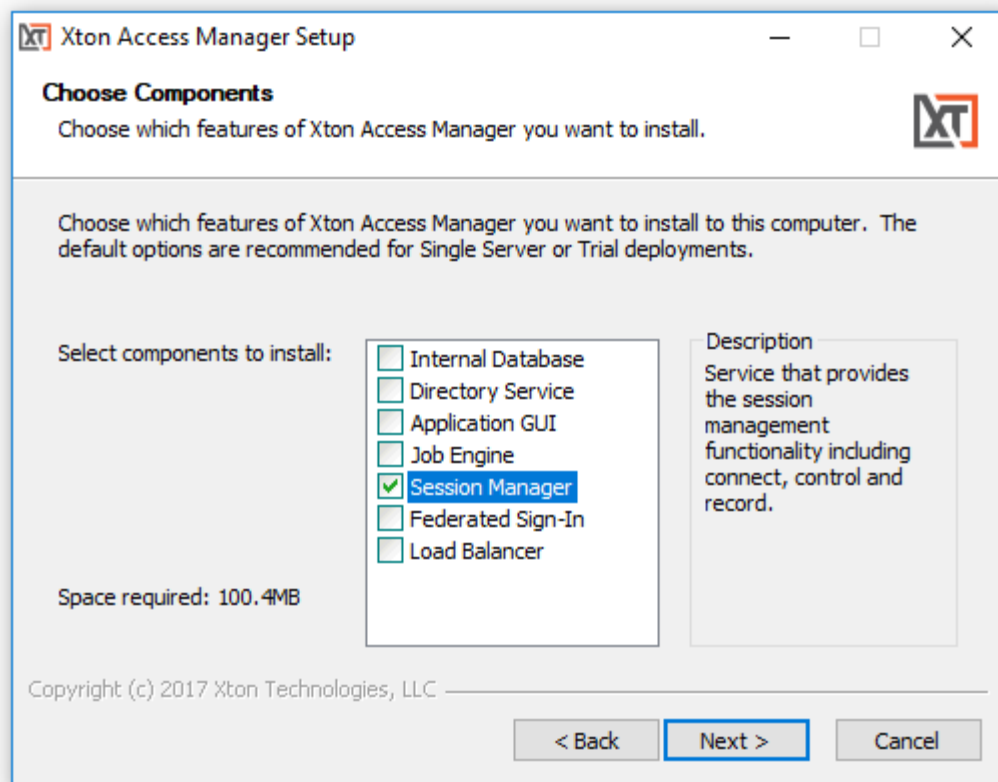 XT Xton Access Manager Setup
Choose Components
Choose which features of Xton Access Manager you want to install.
XT
Choose which features of Xton Access Manager you want to install to this computer. The
default options are recommended for Single Server or Trial deployments.
Select components to install:
Internal Database
Directory Service
Application GUI
Job Engine
Session Manager
Federated Sign-In
Load Balancer
Description
Service that provides
the session
management
functionality including
connect, control and
record.
Space required: 100.4MB
Copyright (c) 2017 Xton Technologies, LLC
< Back
Next >
Cancel